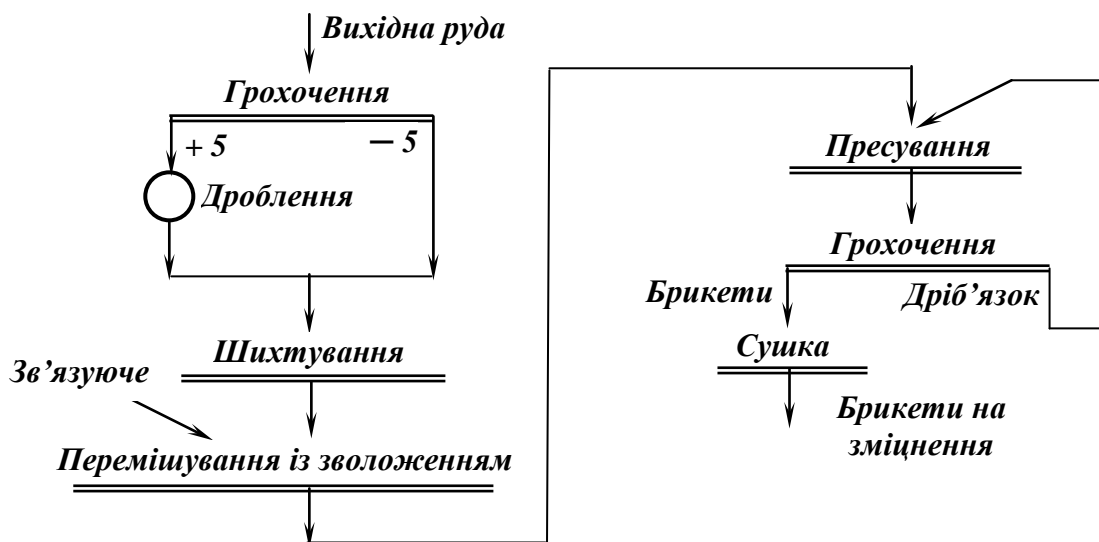 Вихідна руда
Грохочення
+ 5
− 5
Дроблення
Шихтування
Зв’язуюче
Перемішування із зволоженням
Пресування
Грохочення
Брикети
Дріб’язок
Сушка
Брикети на
зміцнення